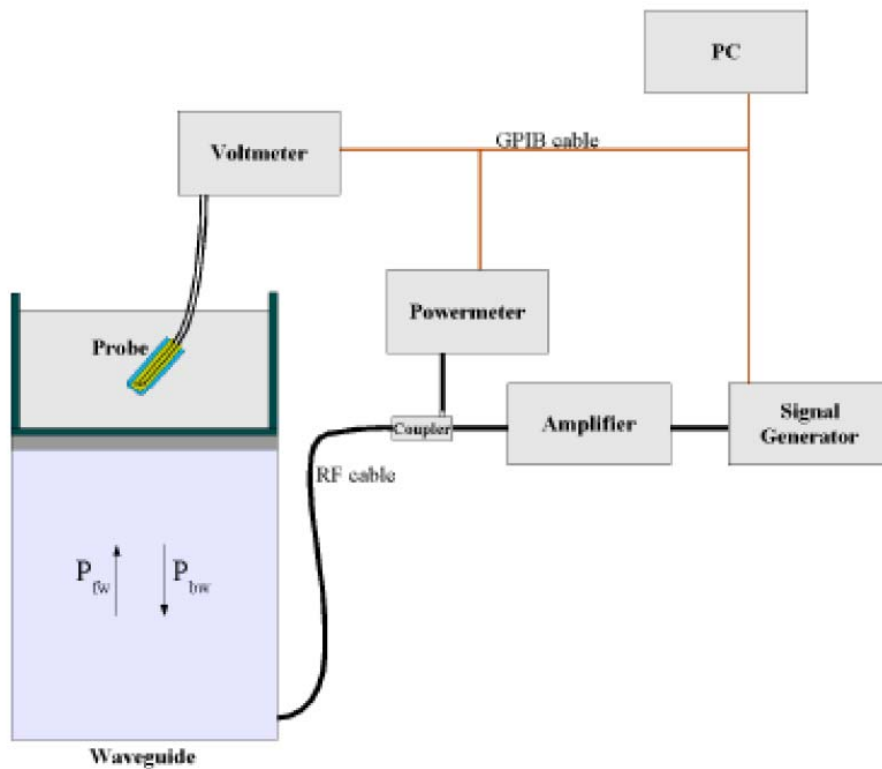 PC
Voltmeter
GPIB cable
Powermeter
Probe
Coupler
Amplifier
Signal
Generator
RF cable
P fw
P bw
Waveguide